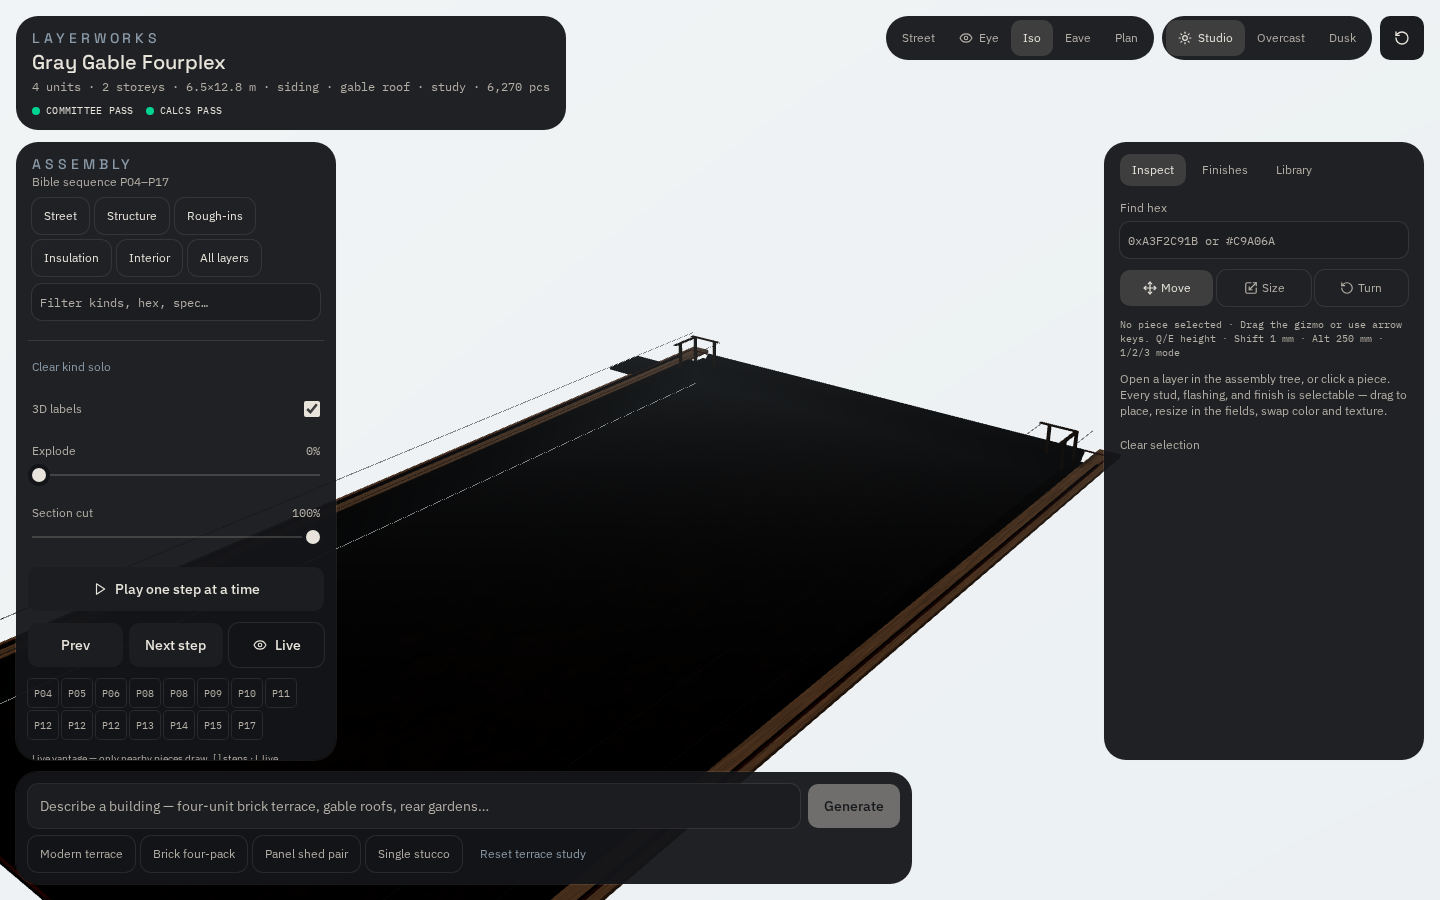 LAYERWORKS
Gray Gable Fourplex
4 units · 2 storeys · 6.5×12.8 m · siding · gable roof · study · 6,270 pcs
COMMITTEE PASS CALCS PASS
Street Eye Iso Eave Plan
Studio Overcast Dusk
ASSEMBLY
Bible sequence P04–P17
Street Structure Rough-ins
Insulation Interior All layers
Filter kinds, hex, spec…
Clear kind solo
3D labels
Explode 0%
Section cut 100%
Play one step at a time
Prev Next step Live
P04 P05 P06 P08 P08 P09 P10 P11
P12 P12 P12 P13 P14 P15 P17
Live vantage — only nearby pieces draw. [ ] steps · L live
Inspect Finishes Library
Find hex
0xA3F2C91B or #C9A06A
Move Size Turn
No piece selected · Drag the gizmo or use arrow
keys. Q/E height · Shift 1 mm · Alt 250 mm ·
1/2/3 mode
Open a layer in the assembly tree, or click a piece.
Every stud, flashing, and finish is selectable — drag to
place, resize in the fields, swap color and texture.
Clear selection
Describe a building — four-unit brick terrace, gable roofs, rear gardens…
Generate
Modern terrace Brick four-pack Panel shed pair Single stucco Reset terrace study